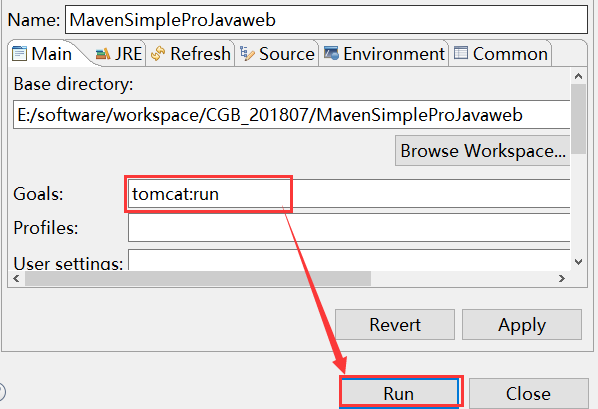 Name: MavenSimpleProJavaweb
Main JRE Refresh Source Environment Common
Base directory:
E:/software/workspace/CGB_201807/MavenSimpleProJavaweb
Browse Workspace...
Goals: tomcat:run
Profiles:
User settings:
Revert Apply
Run Close